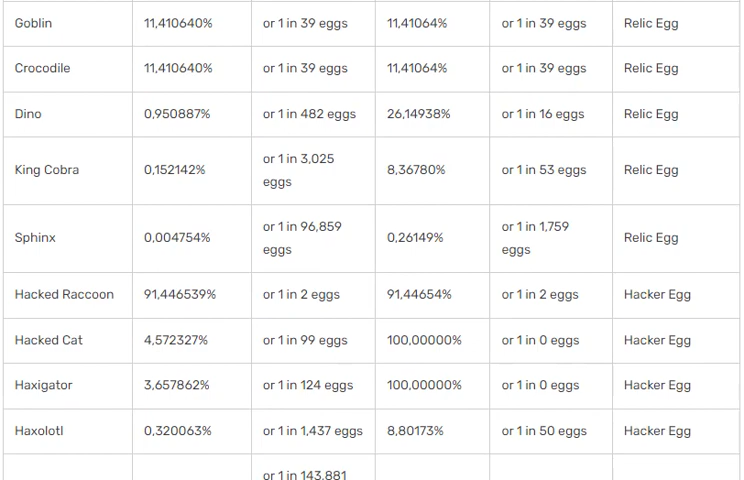 Goblin 11,410640% or 1 in 39 eggs 11,41064% or 1 in 39 eggs Relic Egg
Crocodile 11,410640% or 1 in 39 eggs 11,41064% or 1 in 39 eggs Relic Egg
Dino 0,950887% or 1 in 482 eggs 26,14938% or 1 in 16 eggs Relic Egg
King Cobra 0,152142% or 1 in 3,025 eggs 8,36780% or 1 in 53 eggs Relic Egg
Sphinx 0,004754% or 1 in 96,859 eggs 0,26149% or 1 in 1,759 eggs Relic Egg
Hacked Raccoon 91,446539% or 1 in 2 eggs 91,44654% or 1 in 2 eggs Hacker Egg
Hacked Cat 4,572327% or 1 in 99 eggs 100,00000% or 1 in 0 eggs Hacker Egg
Haxigator 3,657862% or 1 in 124 eggs 100,00000% or 1 in 0 eggs Hacker Egg
Haxolotl 0,320063% or 1 in 1,437 eggs 8,80173% or 1 in 50 eggs Hacker Egg
or 1 in 143,881